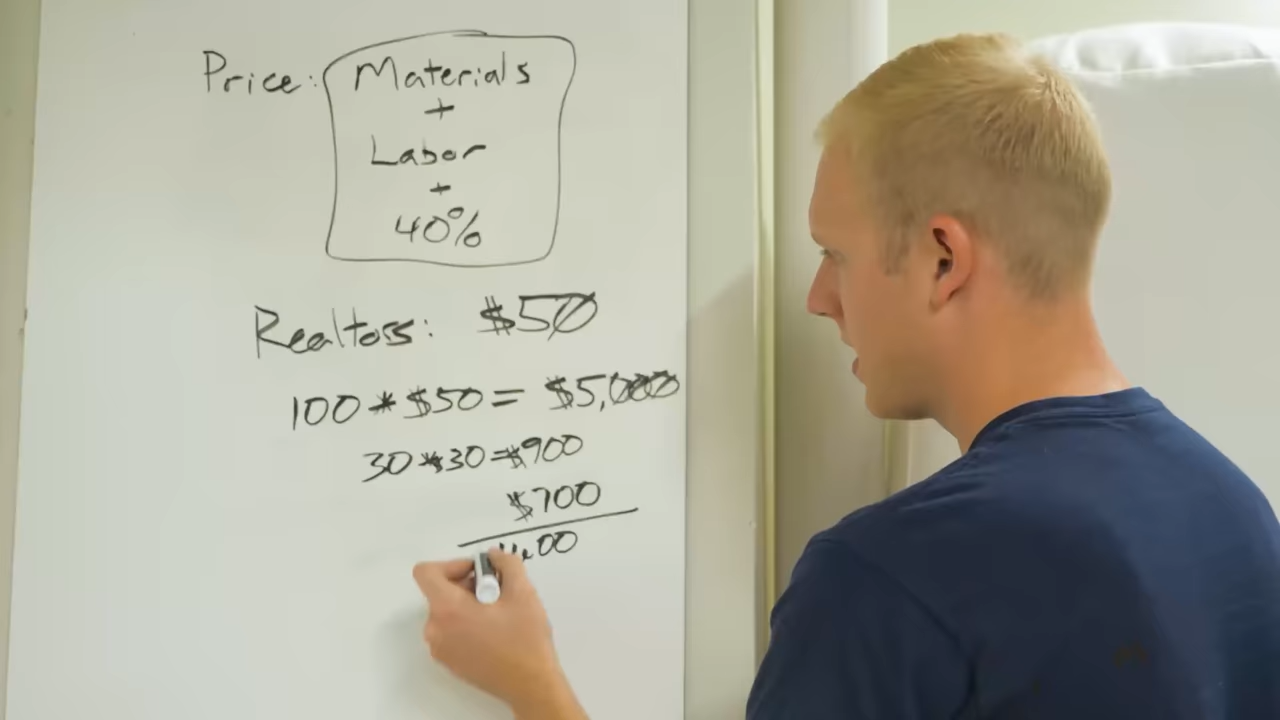 Price: Materials
+
Labor
+
40%
Realtors: $50
100 * $50 = $5,000
30 * 30 = $900
$700